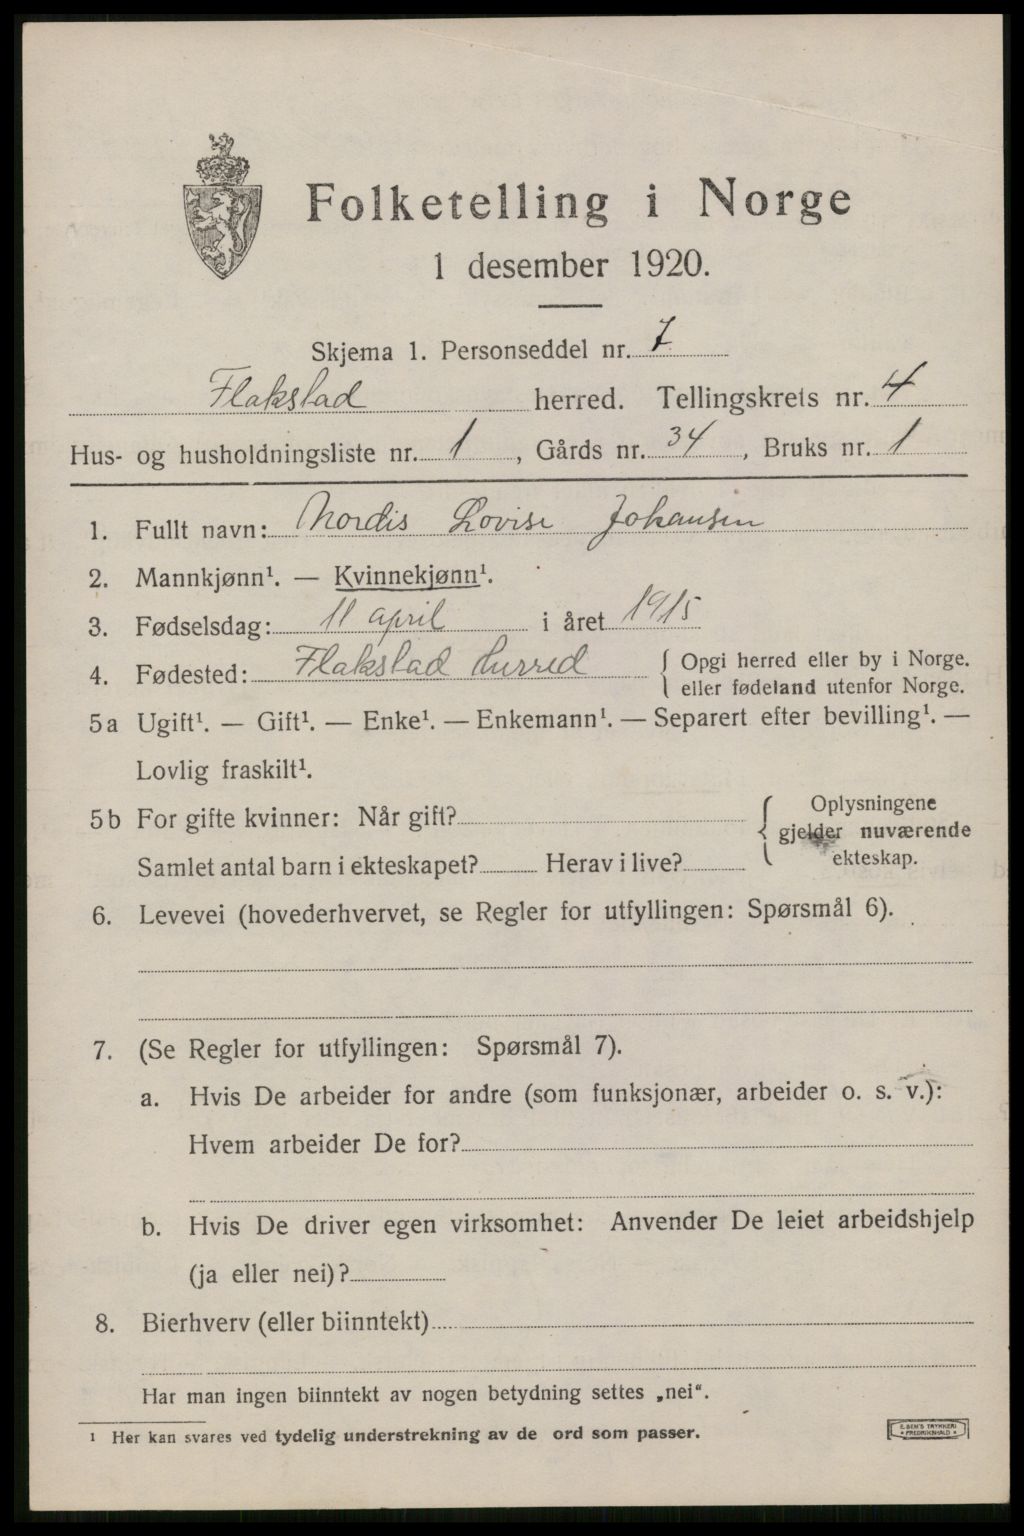 Folketelling i Norge
1 desember 1920.
Skjema 1. Personseddel nr. 7
Flakstad herred. Tellingskrets nr. 4
Hus- og husholdningsliste nr. 1, Gårds nr. 34, Bruks nr. 1
1. Fullt navn: Nordis Lovise Johansen
2. Mannkjønn¹. — Kvinnekjønn¹.
3. Fødselsdag: 11 april i året 1915
4. Fødested: Flakstad Herred { Opgi herred eller by i Norge.
eller fødeland utenfor Norge.
5a Ugift¹. — Gift¹. — Enke¹. — Enkemann¹. — Separert efter bevilling¹. —
Lovlig fraskilt¹.
5b For gifte kvinner: Når gift? { Oplysningene
gjelder nuværende
Samlet antal barn i ekteskapet? Herav i live? ekteskap.
6. Levevei (hovederhvervet, se Regler for utfyllingen: Spørsmål 6).
7. (Se Regler for utfyllingen: Spørsmål 7).
a. Hvis De arbeider for andre (som funksjonær, arbeider o. s. v.):
Hvem arbeider De for?
b. Hvis De driver egen virksomhet: Anvender De leiet arbeidshjelp
(ja eller nei)?
8. Bierhverv (eller biinntekt)
Har man ingen biinntekt av nogen betydning settes „nei“.
¹ Her kan svares ved tydelig understrekning av de ord som passer.
E. SEM'S TRYKKERI
* FREDRIKSHALD *